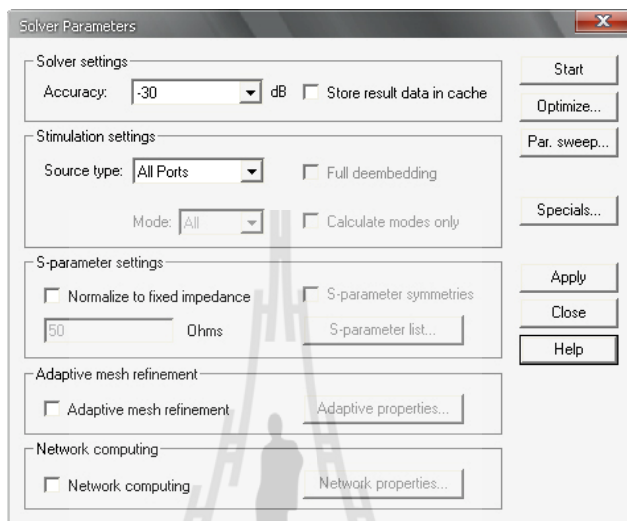 Solver Parameters
Solver settings
Accuracy: -30 dB Store result data in cache
Stimulation settings
Source type: All Ports Full deembedding
Mode: All Calculate modes only
S-parameter settings
Normalize to fixed impedance S-parameter symmetries
50 Ohms S-parameter list...
Adaptive mesh refinement
Adaptive mesh refinement Adaptive properties...
Network computing
Network computing Network properties...
Start
Optimize...
Par. sweep...
Specials...
Apply
Close
Help